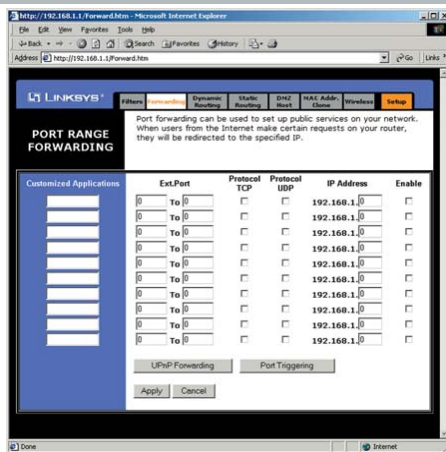 http://192.168.1.1/Forward.htm - Microsoft Internet Explorer
File Edit View Favorites Tools Help
Back Search Favorites History
Address http://192.168.1.1/Forward.htm Go Links
LINKSYS®
Filters Forwarding Dynamic Routing Static Routing DMZ Host MAC Addr. Clone Wireless Setup
PORT RANGE FORWARDING
Port forwarding can be used to set up public services on your network.
When users from the Internet make certain requests on your router,
they will be redirected to the specified IP.
Customized Applications Ext.Port Protocol TCP Protocol UDP IP Address Enable
0 To 0 192.168.1.0
0 To 0 192.168.1.0
0 To 0 192.168.1.0
0 To 0 192.168.1.0
0 To 0 192.168.1.0
0 To 0 192.168.1.0
0 To 0 192.168.1.0
0 To 0 192.168.1.0
0 To 0 192.168.1.0
0 To 0 192.168.1.0
UPnP Forwarding Port Triggering
Apply Cancel
Done Internet